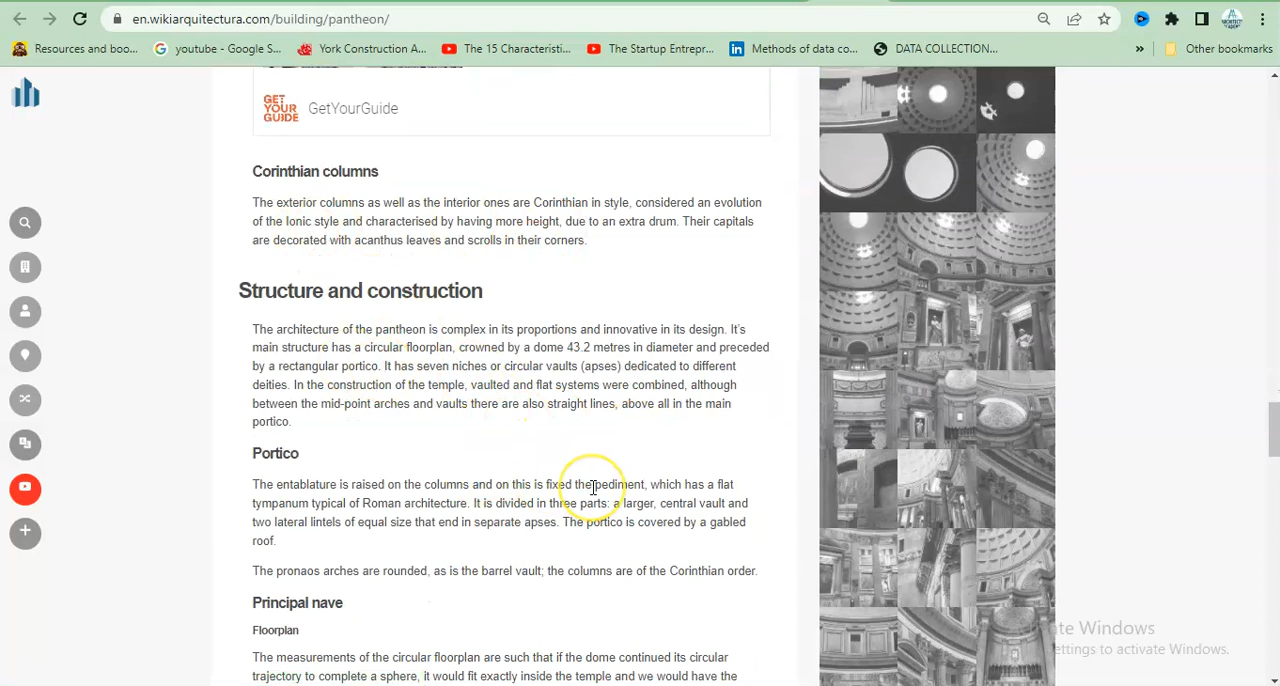 en.wikiarquitectura.com/building/pantheon/
Resources and boo...
youtube - Google S...
York Construction A...
The 15 Characteristi...
The Startup Entrepr...
Methods of data co...
DATA COLLECTION...
»
Other bookmarks
GET YOUR GUIDE
GetYourGuide
Corinthian columns
The exterior columns as well as the interior ones are Corinthian in style, considered an evolution
of the Ionic style and characterised by having more height, due to an extra drum. Their capitals
are decorated with acanthus leaves and scrolls in their corners.
Structure and construction
The architecture of the pantheon is complex in its proportions and innovative in its design. It's
main structure has a circular floorplan, crowned by a dome 43.2 metres in diameter and preceded
by a rectangular portico. It has seven niches or circular vaults (apses) dedicated to different
deities. In the construction of the temple, vaulted and flat systems were combined, although
between the mid-point arches and vaults there are also straight lines, above all in the main
portico.
Portico
The entablature is raised on the columns and on this is fixed the pediment, which has a flat
tympanum typical of Roman architecture. It is divided in three parts: a larger, central vault and
two lateral lintels of equal size that end in separate apses. The portico is covered by a gabled
roof.
The pronaos arches are rounded, as is the barrel vault; the columns are of the Corinthian order.
Principal nave
Floorplan
The measurements of the circular floorplan are such that if the dome continued its circular
trajectory to complete a sphere, it would fit exactly inside the temple and we would have the
Activate Windows
ettings to activate Windows.